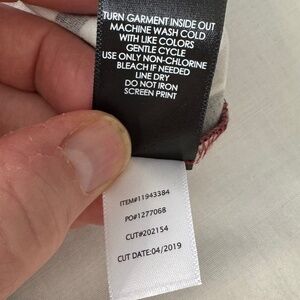 TURN GARMENT INSIDE OUT
MACHINE WASH COLD
WITH LIKE COLORS
GENTLE CYCLE
USE ONLY NON-CHLORINE
BLEACH IF NEEDED
LINE DRY
DO NOT IRON
SCREEN PRINT
ITEM#11943384
PO#1277068
CUT#202154
CUT DATE:04/2019